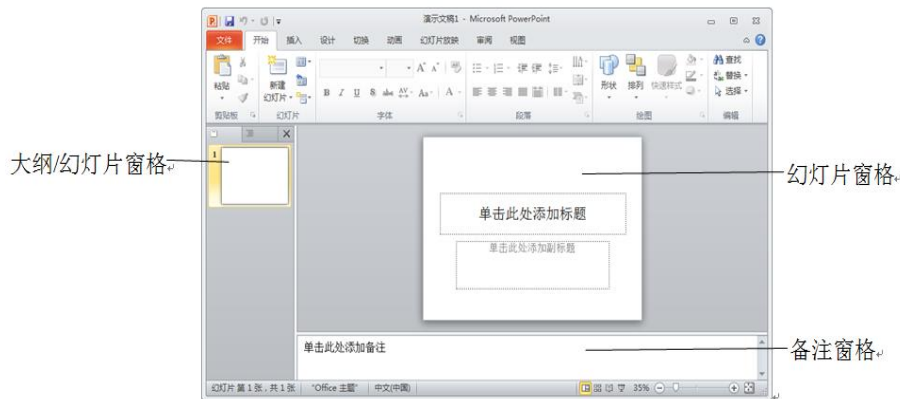 演示文稿1 - Microsoft PowerPoint
文件 开始 插入 设计 切换 动画 幻灯片放映 审阅 视图
粘贴 新建幻灯片 B I U S abc AV Aa A 形状 排列 快速样式 查找 替换 选择
剪贴板 幻灯片 字体 段落 绘图 编辑
大纲/幻灯片窗格
1
幻灯片窗格
单击此处添加标题
单击此处添加副标题
单击此处添加备注
备注窗格
幻灯片 第 1 张，共 1 张 "Office 主题" 中文(中国) 35%